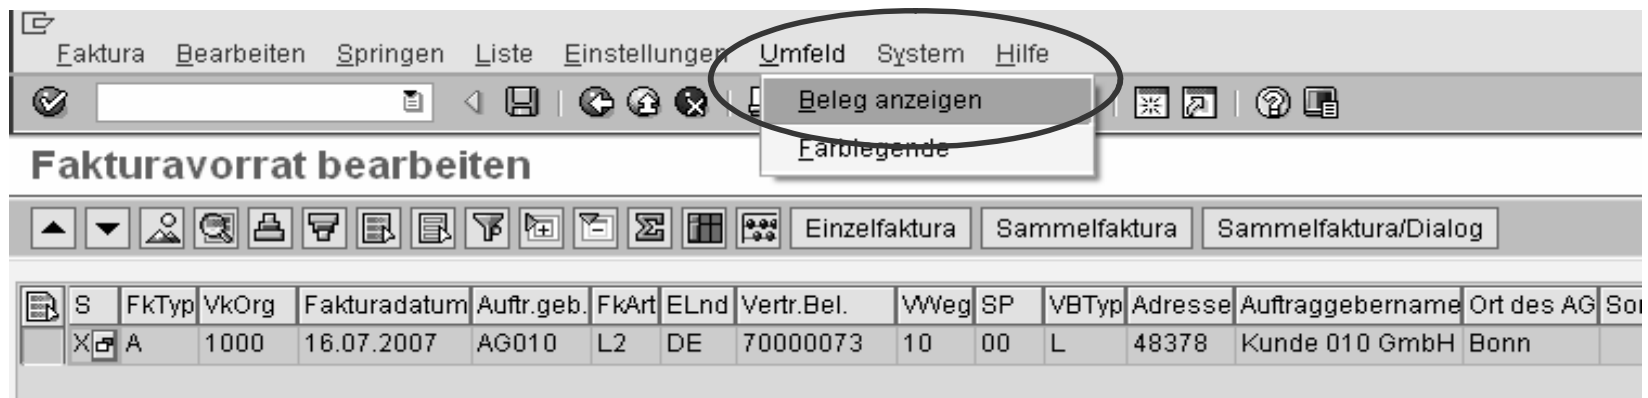 Faktura Bearbeiten Springen Liste Einstellungen Umfeld System Hilfe
Beleg anzeigen
Farblegende
Fakturavorrat bearbeiten
Einzelfaktura Sammelfaktura Sammelfaktura/Dialog
S FkTyp VkOrg Fakturadatum Auftr.geb. FkArt ELnd Vertr.Bel. VWeg SP VBTyp Adresse Auftraggebername Ort des AG Sor
X A 1000 16.07.2007 AG010 L2 DE 70000073 10 00 L 48378 Kunde 010 GmbH Bonn